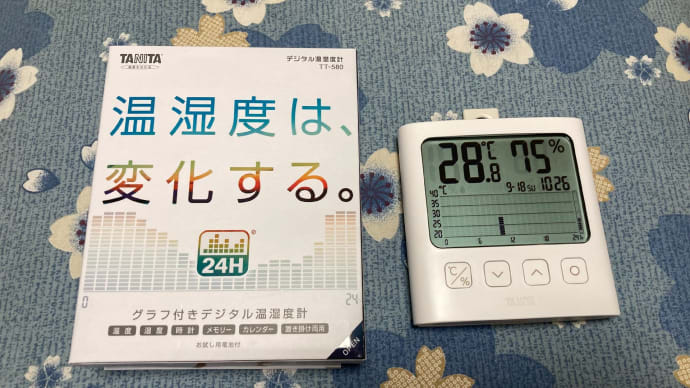 TANITA
デジタル温湿度計
TT-580
温湿度は、
変化する。
24H
0
24
グラフ付きデジタル温湿度計
温度 湿度 時計 メモリー カレンダー 置き掛け両用
お試し用電池付
OPEN
28.8℃ 75%
9-18 SU 10:26
40 ℃
35
30
25
20
0 6 12 18 24h
℃/%